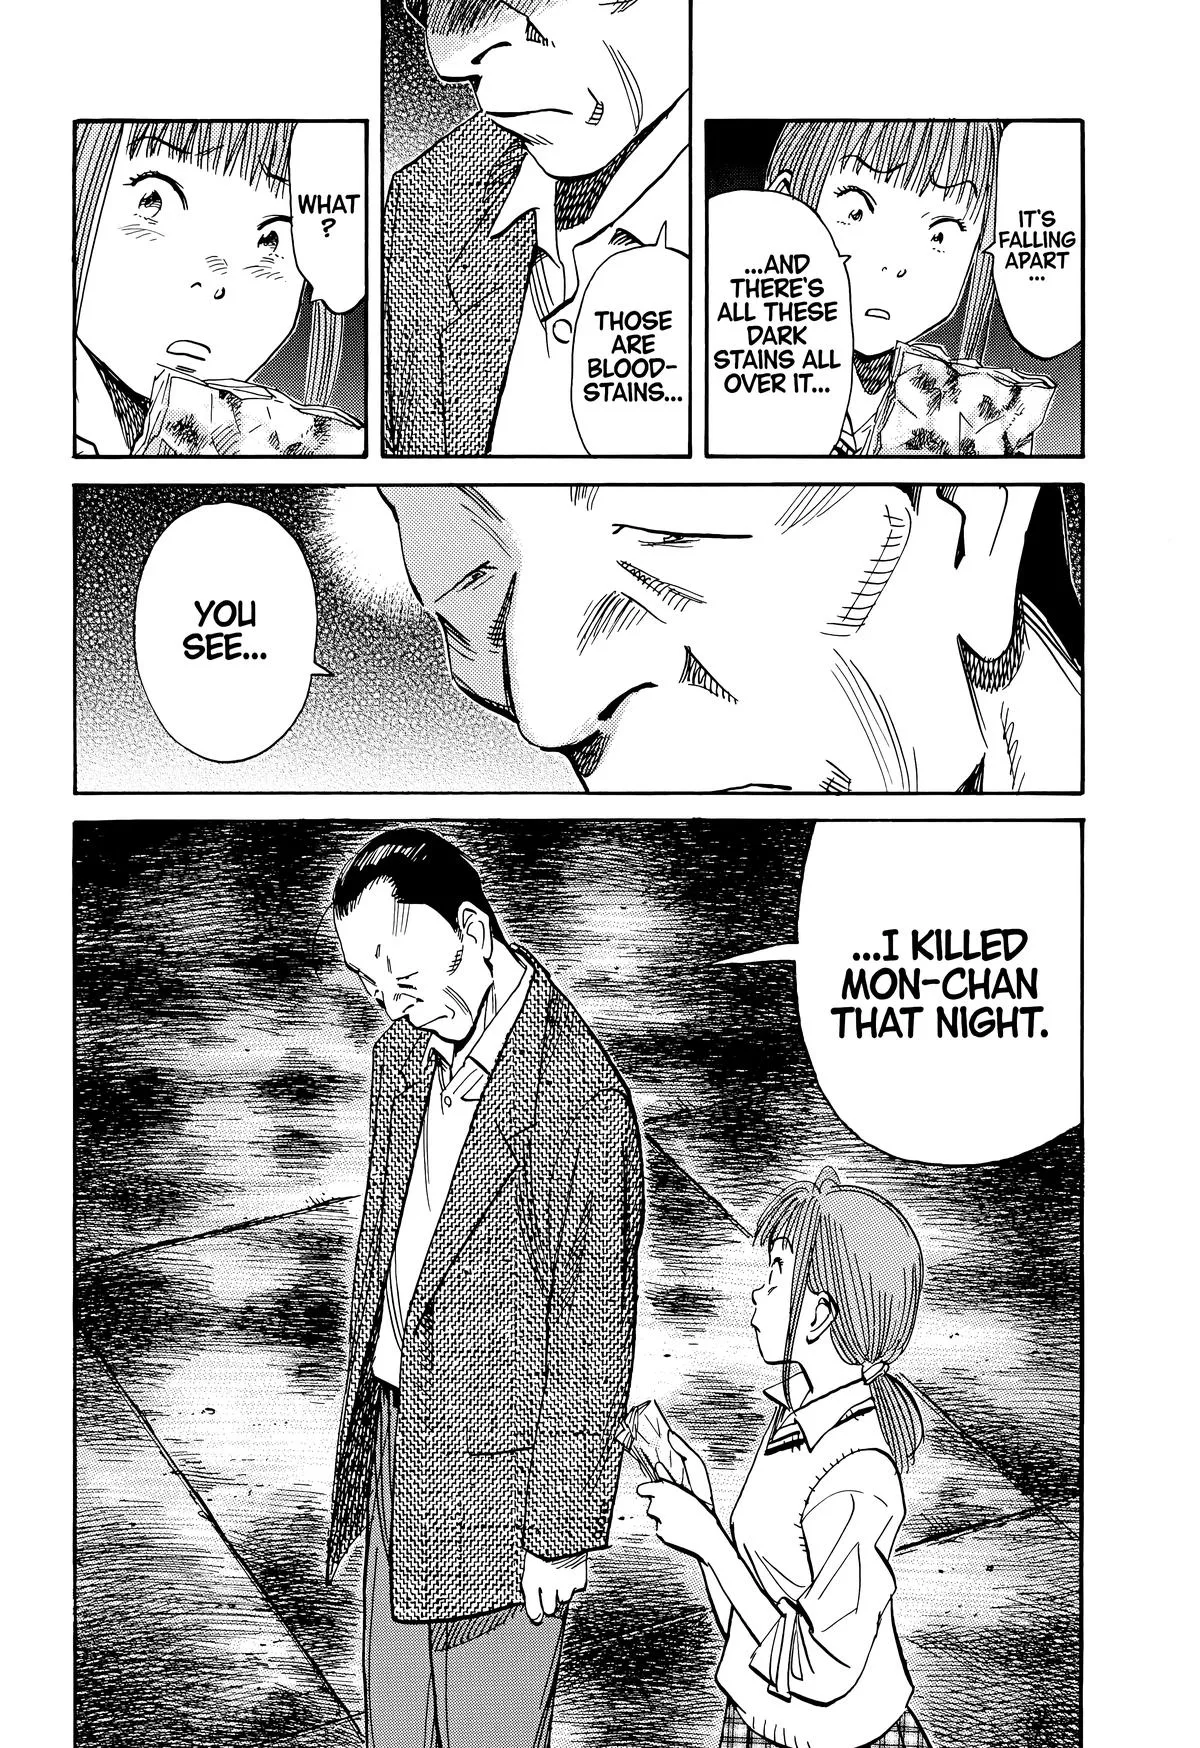 IT'S
FALLING
APART
...
...AND
THERE'S
ALL THESE
DARK
STAINS ALL
OVER IT...
THOSE
ARE
BLOOD-
STAINS...
WHAT
?
YOU
SEE...
...I KILLED
MON-CHAN
THAT NIGHT.